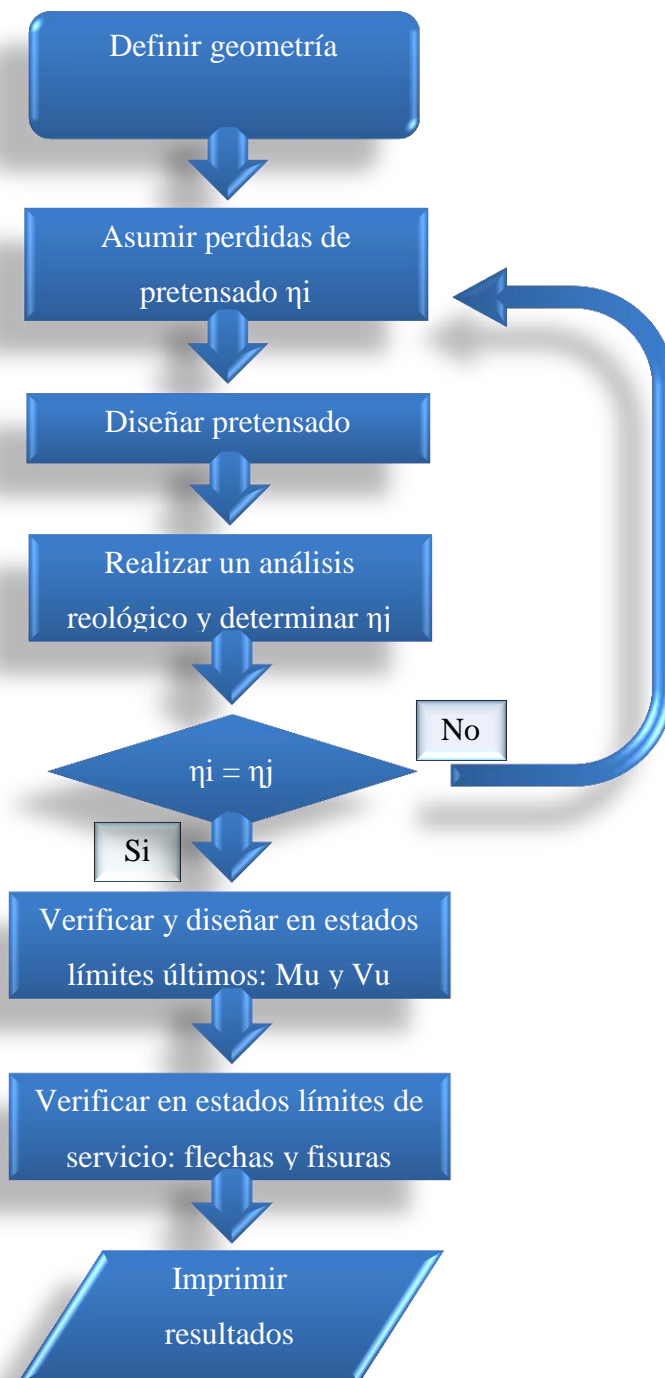 Definir geometría
Asumir perdidas de
pretensado ηi
Diseñar pretensado
Realizar un análisis
reológico y determinar ηj
ηi = ηj
No
Si
Verificar y diseñar en estados
límites últimos: Mu y Vu
Verificar en estados límites de
servicio: flechas y fisuras
Imprimir
resultados